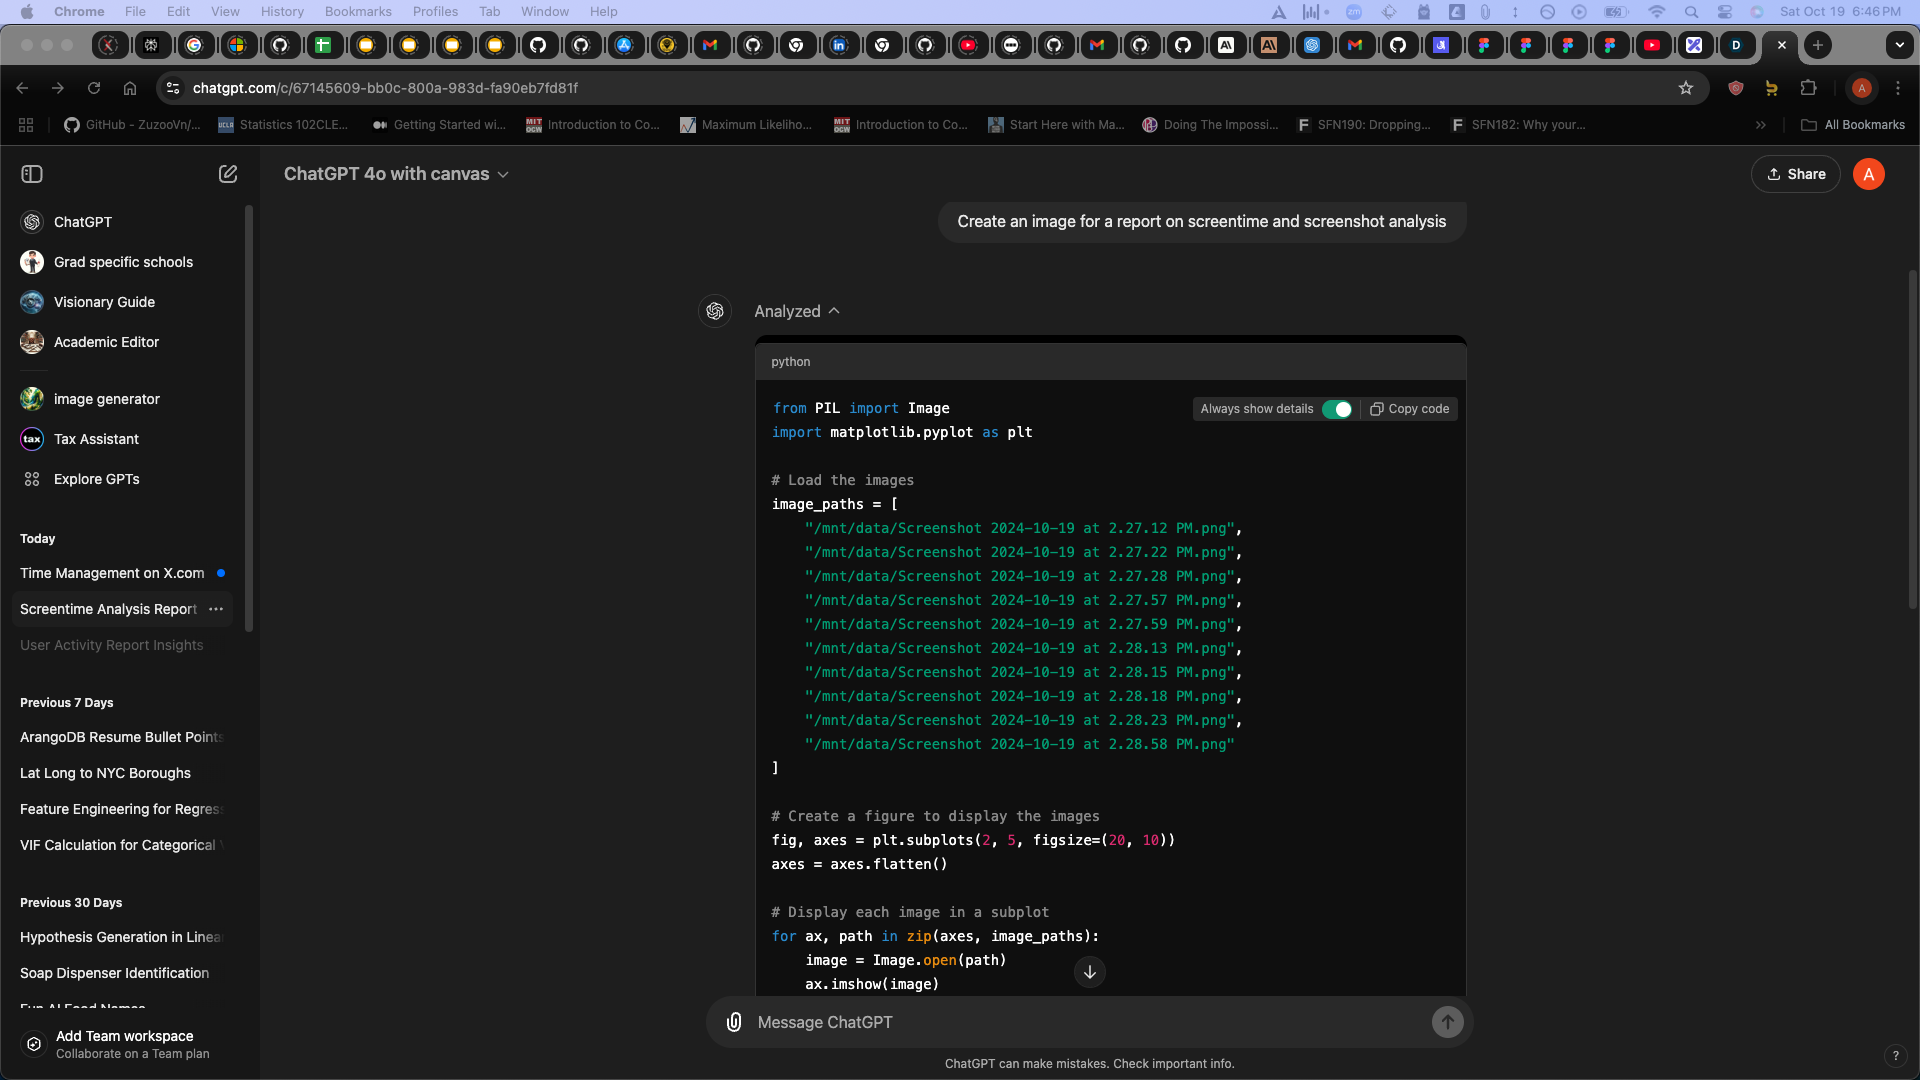 Chrome File Edit View History Bookmarks Profiles Tab Window Help
Sat Oct 19 6:46 PM
chatgpt.com/c/67145609-bb0c-800a-983d-fa90eb7fd81f
A
GitHub - ZuzooVn/...
Statistics 102CLE...
Getting Started wi...
Introduction to Co...
Maximum Likeliho...
Introduction to Co...
Start Here with Ma...
Doing The Impossi...
SFN190: Dropping...
SFN182: Why your...
All Bookmarks
ChatGPT 4o with canvas
Share
A
ChatGPT
Grad specific schools
Visionary Guide
Academic Editor
image generator
tax
Tax Assistant
Explore GPTs
Today
Time Management on X.com
Screentime Analysis Report
User Activity Report Insights
Previous 7 Days
ArangoDB Resume Bullet Points
Lat Long to NYC Boroughs
Feature Engineering for Regres
VIF Calculation for Categorical
Previous 30 Days
Hypothesis Generation in Linea
Soap Dispenser Identification
Add Team workspace
Collaborate on a Team plan
Create an image for a report on screentime and screenshot analysis
Analyzed
python
Always show details
Copy code
from PIL import Image
import matplotlib.pyplot as plt
# Load the images
image_paths = [
"/mnt/data/Screenshot 2024-10-19 at 2.27.12 PM.png",
"/mnt/data/Screenshot 2024-10-19 at 2.27.22 PM.png",
"/mnt/data/Screenshot 2024-10-19 at 2.27.28 PM.png",
"/mnt/data/Screenshot 2024-10-19 at 2.27.57 PM.png",
"/mnt/data/Screenshot 2024-10-19 at 2.27.59 PM.png",
"/mnt/data/Screenshot 2024-10-19 at 2.28.13 PM.png",
"/mnt/data/Screenshot 2024-10-19 at 2.28.15 PM.png",
"/mnt/data/Screenshot 2024-10-19 at 2.28.18 PM.png",
"/mnt/data/Screenshot 2024-10-19 at 2.28.23 PM.png",
"/mnt/data/Screenshot 2024-10-19 at 2.28.58 PM.png"
]
# Create a figure to display the images
fig, axes = plt.subplots(2, 5, figsize=(20, 10))
axes = axes.flatten()
# Display each image in a subplot
for ax, path in zip(axes, image_paths):
image = Image.open(path)
ax.imshow(image)
Message ChatGPT
ChatGPT can make mistakes. Check important info.
?